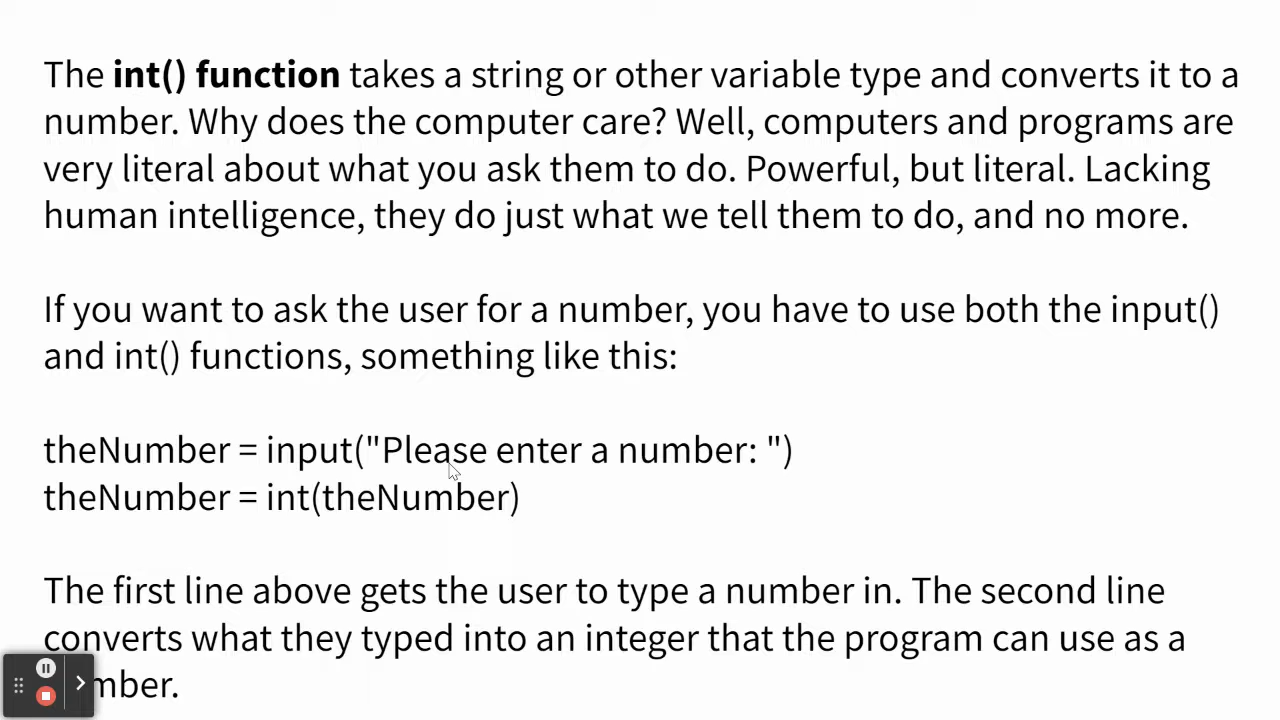 The int() function takes a string or other variable type and converts it to a
number. Why does the computer care? Well, computers and programs are
very literal about what you ask them to do. Powerful, but literal. Lacking
human intelligence, they do just what we tell them to do, and no more.
If you want to ask the user for a number, you have to use both the input()
and int() functions, something like this:
theNumber = input("Please enter a number: ")
theNumber = int(theNumber)
The first line above gets the user to type a number in. The second line
converts what they typed into an integer that the program can use as a
number.